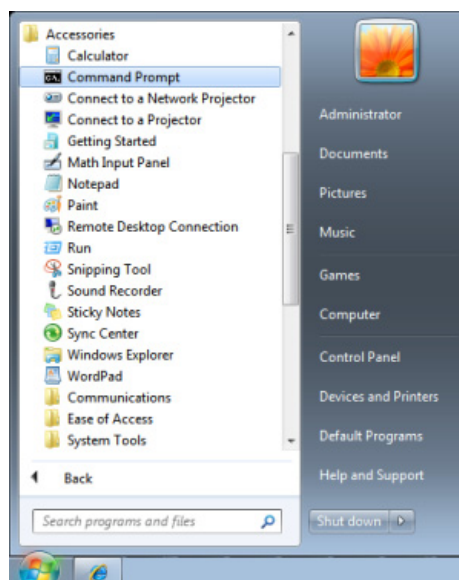 Accessories
Calculator
Command Prompt
Connect to a Network Projector
Connect to a Projector
Getting Started
Math Input Panel
Notepad
Paint
Remote Desktop Connection
Run
Snipping Tool
Sound Recorder
Sticky Notes
Sync Center
Windows Explorer
WordPad
Communications
Ease of Access
System Tools
Back
Search programs and files
Administrator
Documents
Pictures
Music
Games
Computer
Control Panel
Devices and Printers
Default Programs
Help and Support
Shut down